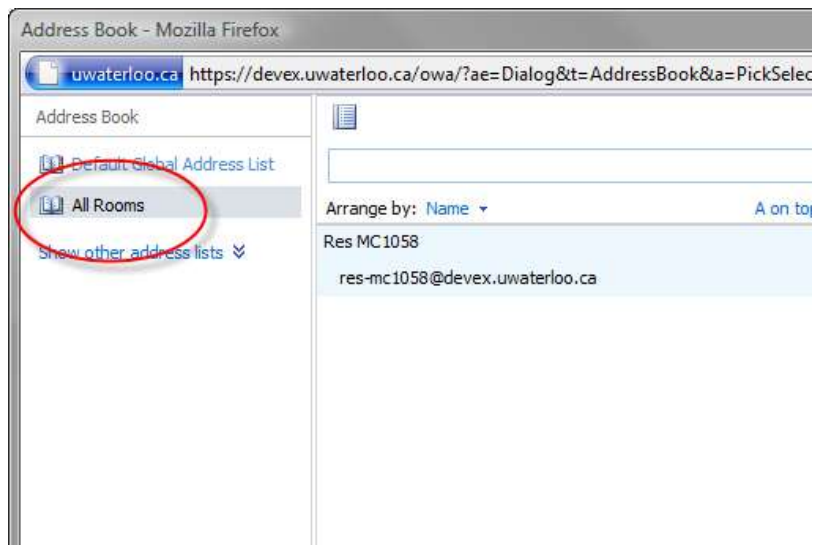 Address Book - Mozilla Firefox
uwaterloo.ca https://devex.uwaterloo.ca/owa/?ae=Dialog&t=AddressBook&a=PickSelec
Address Book
Default Global Address List
All Rooms
Show other address lists
Arrange by: Name A on top
Res MC1058
res-mc1058@devex.uwaterloo.ca